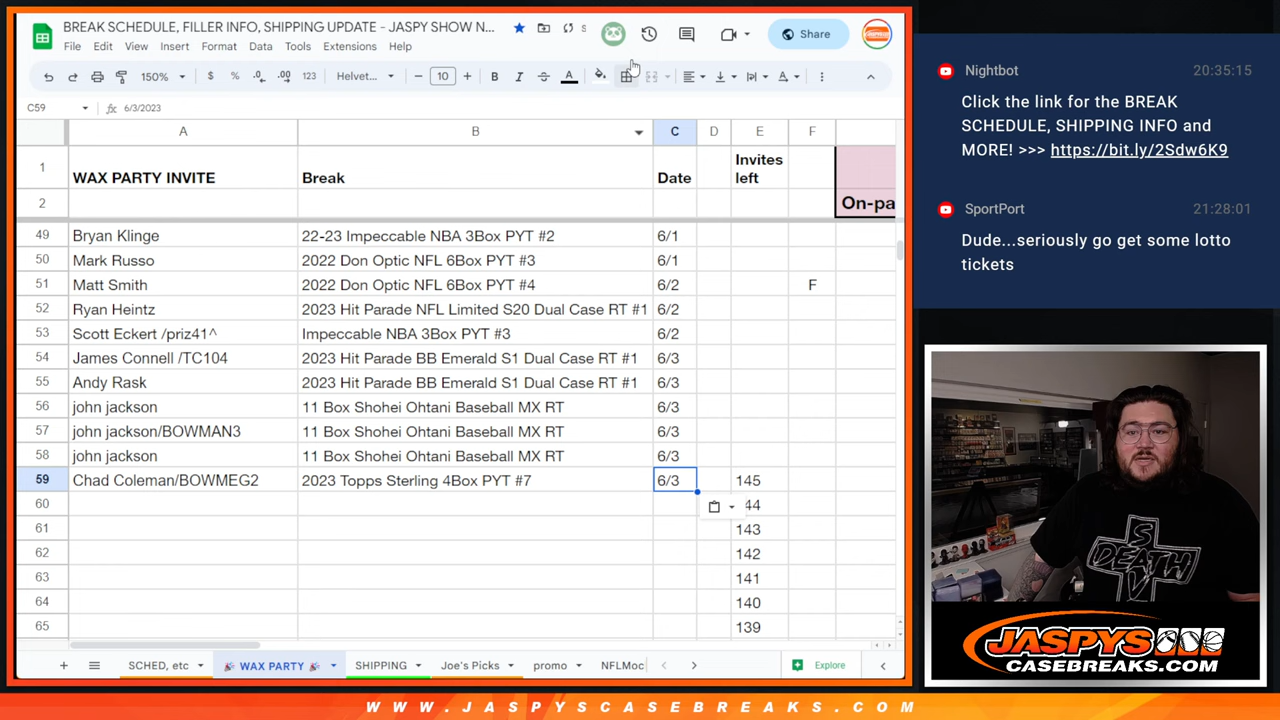 BREAK SCHEDULE, FILLER INFO, SHIPPING UPDATE - JASPY SHOW N...
File Edit View Insert Format Data Tools Extensions Help
Share
150% $ % .0 .00 123 Helvet... 10 B I A
C59 fx 6/3/2023
A B C D E F
1 WAX PARTY INVITE Break Date Invites left
2 On-pa
49 Bryan Klinge 22-23 Impeccable NBA 3Box PYT #2 6/1
50 Mark Russo 2022 Don Optic NFL 6Box PYT #3 6/1
51 Matt Smith 2022 Don Optic NFL 6Box PYT #4 6/2 F
52 Ryan Heintz 2023 Hit Parade NFL Limited S20 Dual Case RT #1 6/2
53 Scott Eckert /priz41^ Impeccable NBA 3Box PYT #3 6/2
54 James Connell /TC104 2023 Hit Parade BB Emerald S1 Dual Case RT #1 6/3
55 Andy Rask 2023 Hit Parade BB Emerald S1 Dual Case RT #1 6/3
56 john jackson 11 Box Shohei Ohtani Baseball MX RT 6/3
57 john jackson/BOWMAN3 11 Box Shohei Ohtani Baseball MX RT 6/3
58 john jackson 11 Box Shohei Ohtani Baseball MX RT 6/3
59 Chad Coleman/BOWMEG2 2023 Topps Sterling 4Box PYT #7 6/3 145
60 44
61 143
62 142
63 141
64 140
65 139
SCHED, etc WAX PARTY SHIPPING Joe's Picks promo NFLMoc Explore
Nightbot 20:35:15
Click the link for the BREAK
SCHEDULE, SHIPPING INFO and
MORE! >>> https://bit.ly/2Sdw6K9
SportPort 21:28:01
Dude...seriously go get some lotto
tickets
DEATH
JASPYS
CASEBREAKS.COM
WWW.JASPYSCASEBREAKS.COM